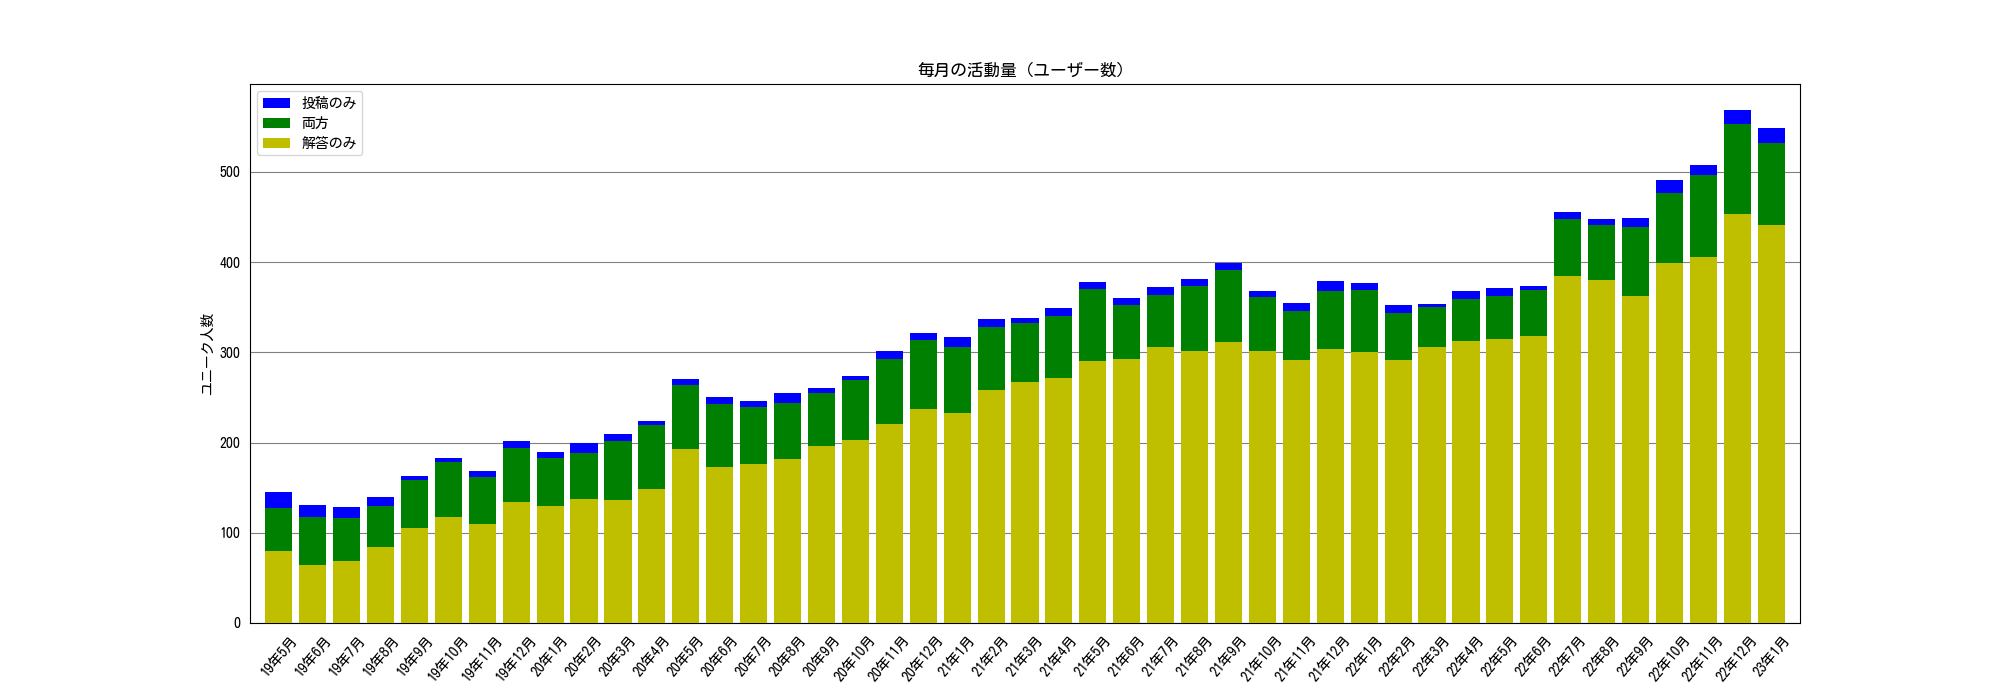 毎月の活動量（ユーザー数）
投稿のみ
両方
解答のみ
ユニーク人数
500
400
300
200
100
0
19年5月
19年6月
19年7月
19年8月
19年9月
19年10月
19年11月
19年12月
20年1月
20年2月
20年3月
20年4月
20年5月
20年6月
20年7月
20年8月
20年9月
20年10月
20年11月
20年12月
21年1月
21年2月
21年3月
21年4月
21年5月
21年6月
21年7月
21年8月
21年9月
21年10月
21年11月
21年12月
22年1月
22年2月
22年3月
22年4月
22年5月
22年6月
22年7月
22年8月
22年9月
22年10月
22年11月
22年12月
23年1月